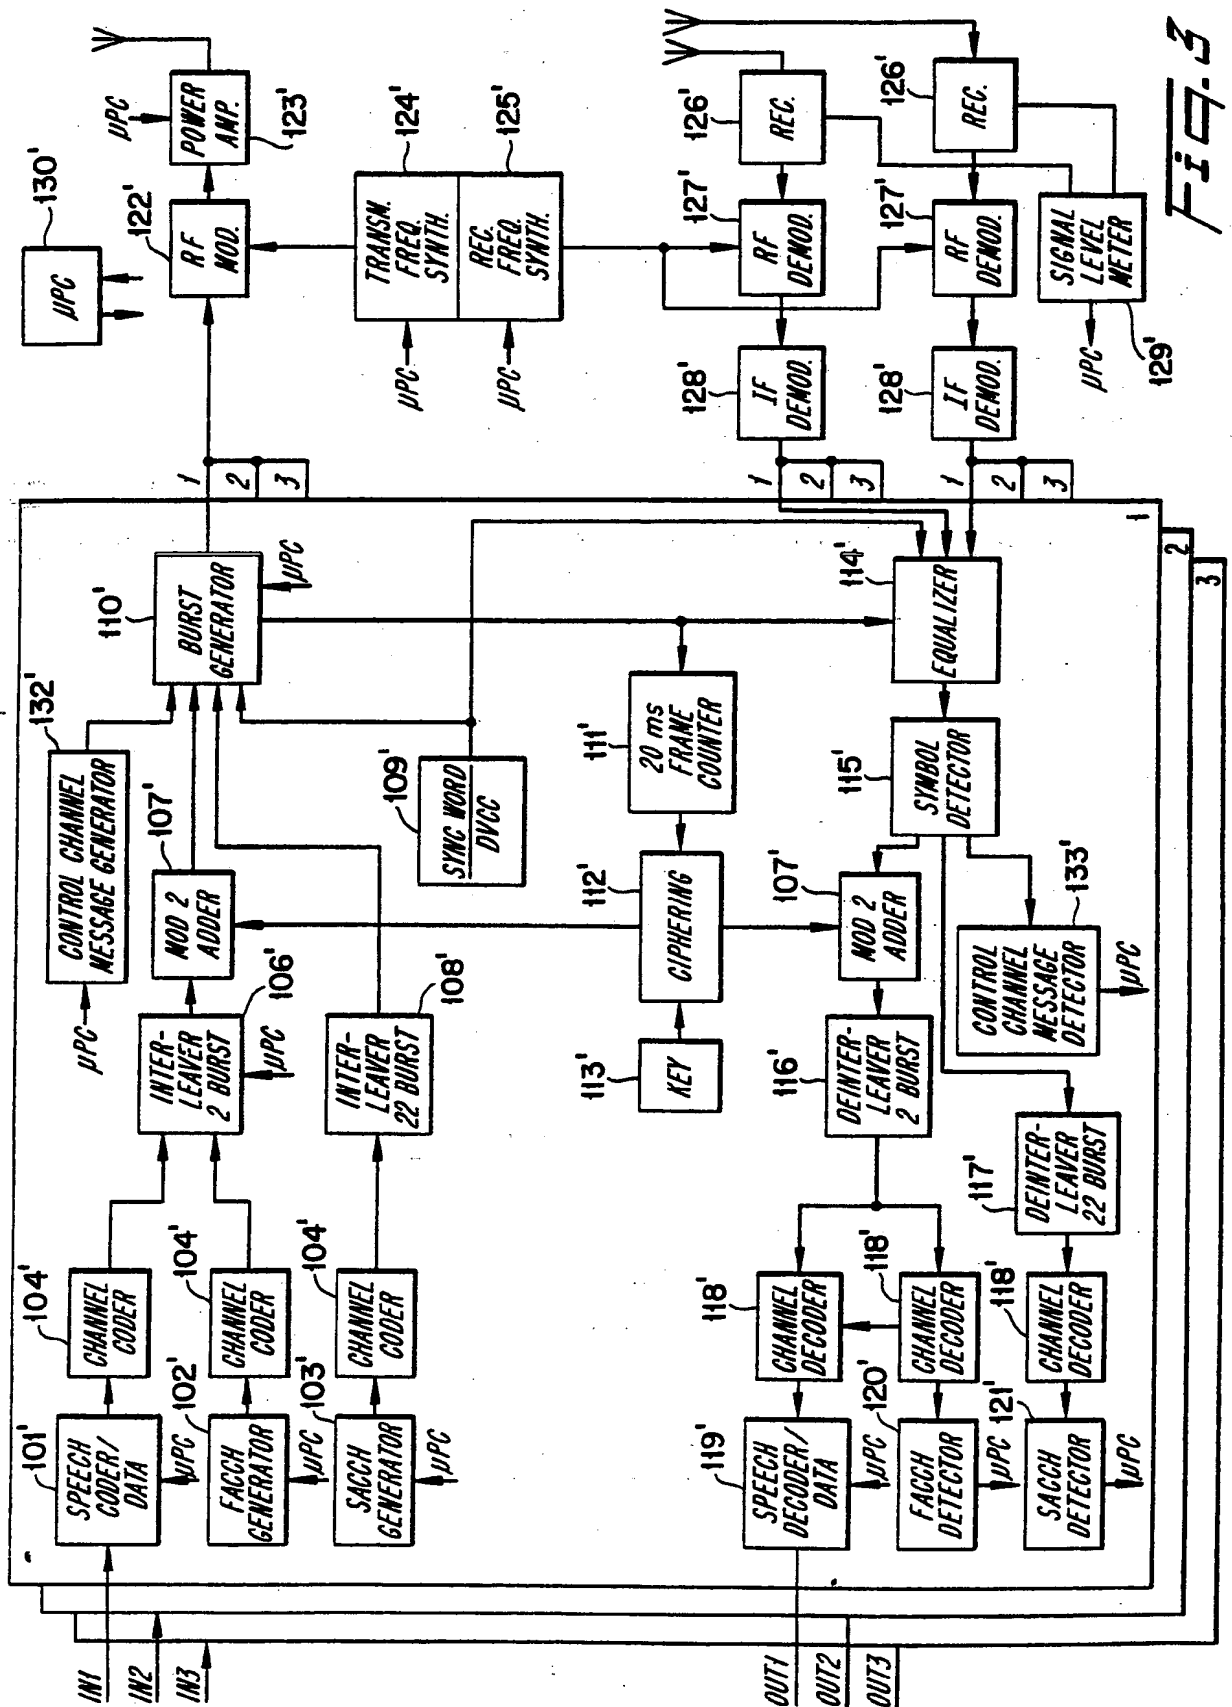 Fig. 3
IN1
IN2
IN3
101'
SPEECH
CODER/
DATA
μPC
104'
CHANNEL
CODER
102'
FACCH
GENERATOR
μPC
104'
CHANNEL
CODER
103'
SACCH
GENERATOR
μPC
104'
CHANNEL
CODER
INTER-
LEAVER
2 BURST
106'
μPC
INTER-
LEAVER
22 BURST
108'
107'
MOD 2
ADDER
μPC
CONTROL CHANNEL
MESSAGE GENERATOR
132'
109'
SYNC WORD
DVCC
110'
BURST
GENERATOR
μPC
1
2
3
130'
μPC
122'
RF
MOD.
μPC
POWER
AMP.
123'
μPC
TRANSM.
FREQ.
SYNTH.
124'
μPC
REC.
FREQ.
SYNTH.
125'
111'
20 ms
FRAME
COUNTER
112'
CIPHERING
113'
KEY
OUT1
OUT2
OUT3
119'
SPEECH
DECODER/
DATA
μPC
118'
CHANNEL
DECODER
120'
FACCH
DETECTOR
μPC
118'
CHANNEL
DECODER
121'
SACCH
DETECTOR
μPC
118'
CHANNEL
DECODER
116'
DEINTER-
LEAVER
2 BURST
117'
DEINTER-
LEAVER
22 BURST
107'
MOD 2
ADDER
115'
SYMBOL
DETECTOR
CONTROL
CHANNEL
MESSAGE
DETECTOR
133'
μPC
114'
EQUALIZER
1
2
3
1
2
3
128'
IF
DEMOD.
127'
RF
DEMOD.
126'
REC.
128'
IF
DEMOD.
127'
RF
DEMOD.
126'
REC.
SIGNAL
LEVEL
METER
129'
μPC
1
2
3